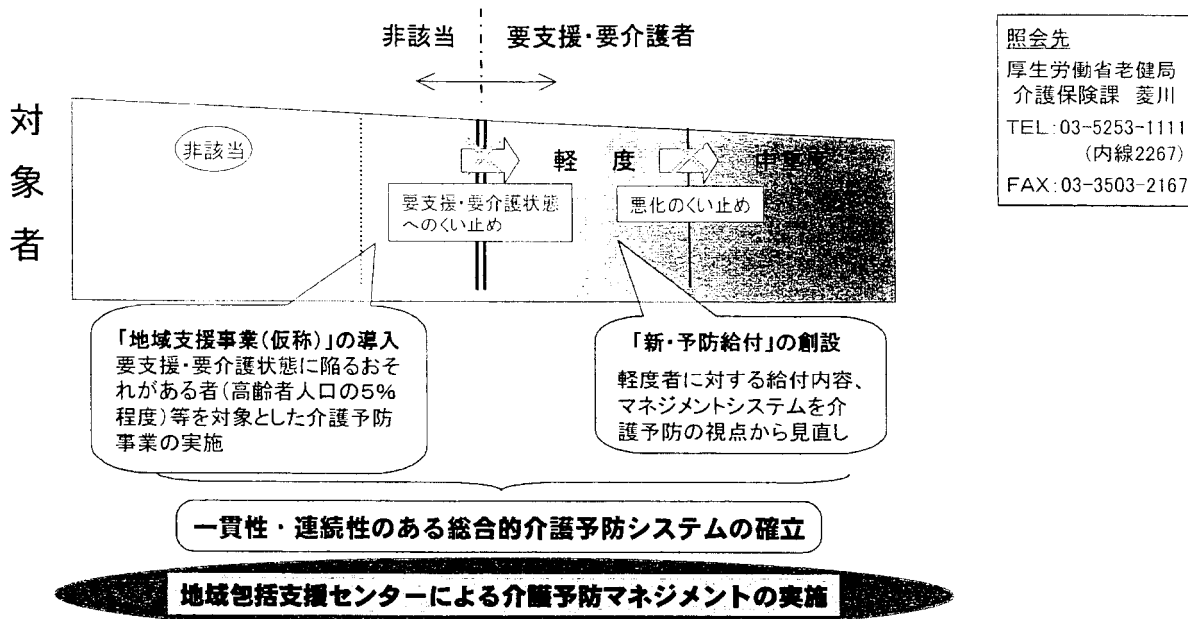 非該当
要支援・要介護者
照会先
厚生労働省老健局
介護保険課 菱川
TEL:03-5253-1111
(内線2267)
FAX:03-3503-2167
対象者
非該当
軽 度
中重度
要支援・要介護状態
へのくい止め
悪化のくい止め
「地域支援事業(仮称)」の導入
要支援・要介護状態に陥るおそ
れがある者(高齢者人口の5%
程度)等を対象とした介護予防
事業の実施
「新・予防給付」の創設
軽度者に対する給付内容、
マネジメントシステムを介
護予防の視点から見直し
一貫性・連続性のある総合的介護予防システムの確立
地域包括支援センターによる介護予防マネジメントの実施